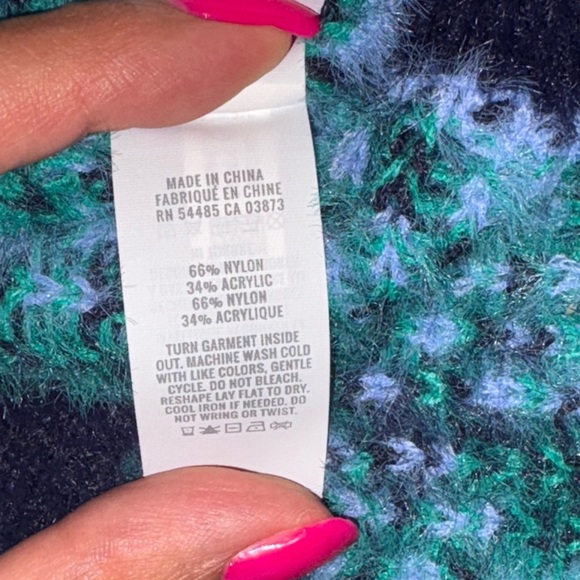 MADE IN CHINA
FABRIQUÉ EN CHINE
RN 54485 CA 03873
66% NYLON
34% ACRYLIC
66% NYLON
34% ACRYLIQUE
TURN GARMENT INSIDE
OUT. MACHINE WASH COLD
WITH LIKE COLORS, GENTLE
CYCLE. DO NOT BLEACH.
RESHAPE LAY FLAT TO DRY.
COOL IRON IF NEEDED. DO
NOT WRING OR TWIST.